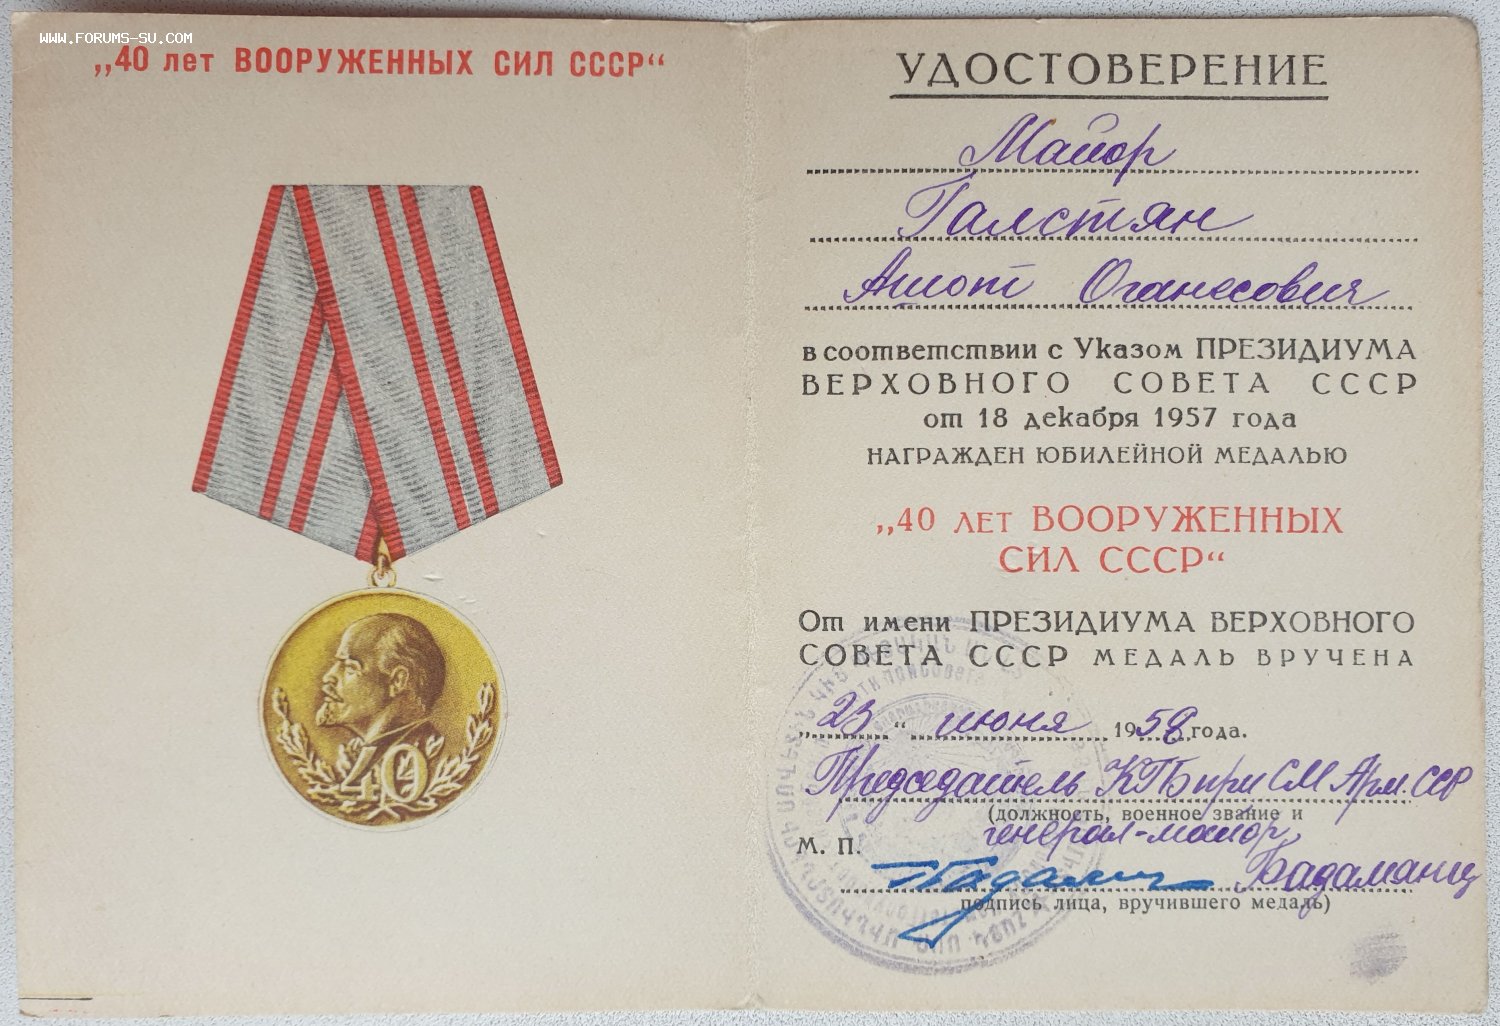 www.forums-su.com
„40 лет ВООРУЖЕННЫХ СИЛ СССР“
40
УДОСТОВЕРЕНИЕ
Майор
Галстян
Ашот Оганесович
в соответствии с Указом ПРЕЗИДИУМА
ВЕРХОВНОГО СОВЕТА СССР
от 18 декабря 1957 года
НАГРАЖДЕН ЮБИЛЕЙНОЙ МЕДАЛЬЮ
„40 ЛЕТ ВООРУЖЕННЫХ
СИЛ СССР“
От имени ПРЕЗИДИУМА ВЕРХОВНОГО
СОВЕТА СССР МЕДАЛЬ ВРУЧЕНА
„23“ июня 1958 года.
Председатель КГБ при СМ Арм. ССР
(должность, военное звание и
генерал-майор
М. П.
Бадамянц
подпись лица, вручившего медаль)